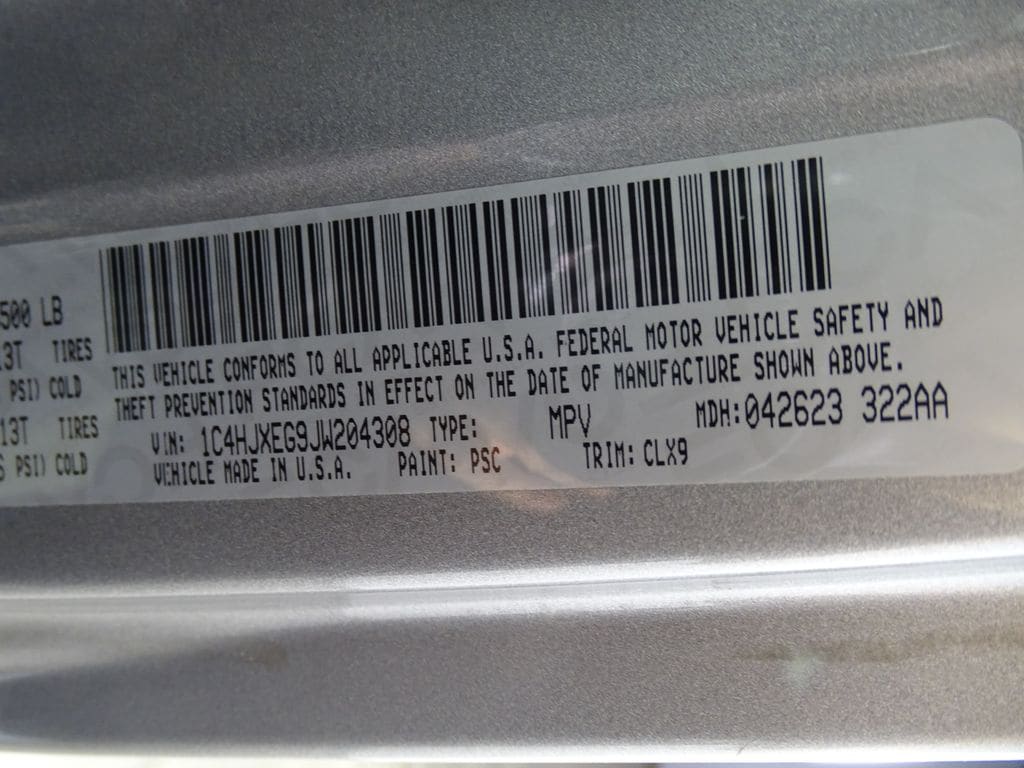 500 LB
13T TIRES
PSI) COLD
13T TIRES
PSI) COLD
THIS VEHICLE CONFORMS TO ALL APPLICABLE U.S.A. FEDERAL MOTOR VEHICLE SAFETY AND
THEFT PREVENTION STANDARDS IN EFFECT ON THE DATE OF MANUFACTURE SHOWN ABOVE.
VIN: 1C4HJXEG9JW204308 TYPE: MPV MDH:042623 322AA
VEHICLE MADE IN U.S.A. PAINT: PSC TRIM: CLX9